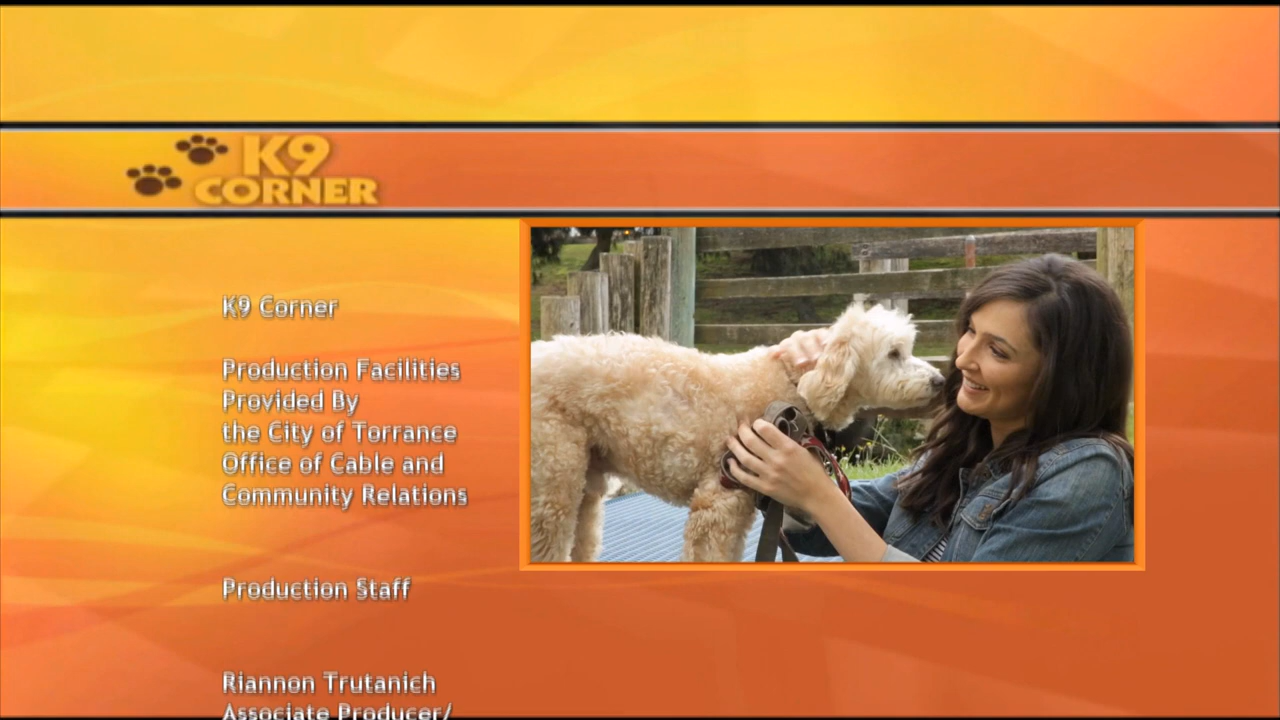 K9
CORNER
K9 Corner
Production Facilities
Provided By
the City of Torrance
Office of Cable and
Community Relations
Production Staff
Riannon Trutanich
Associate Producer/